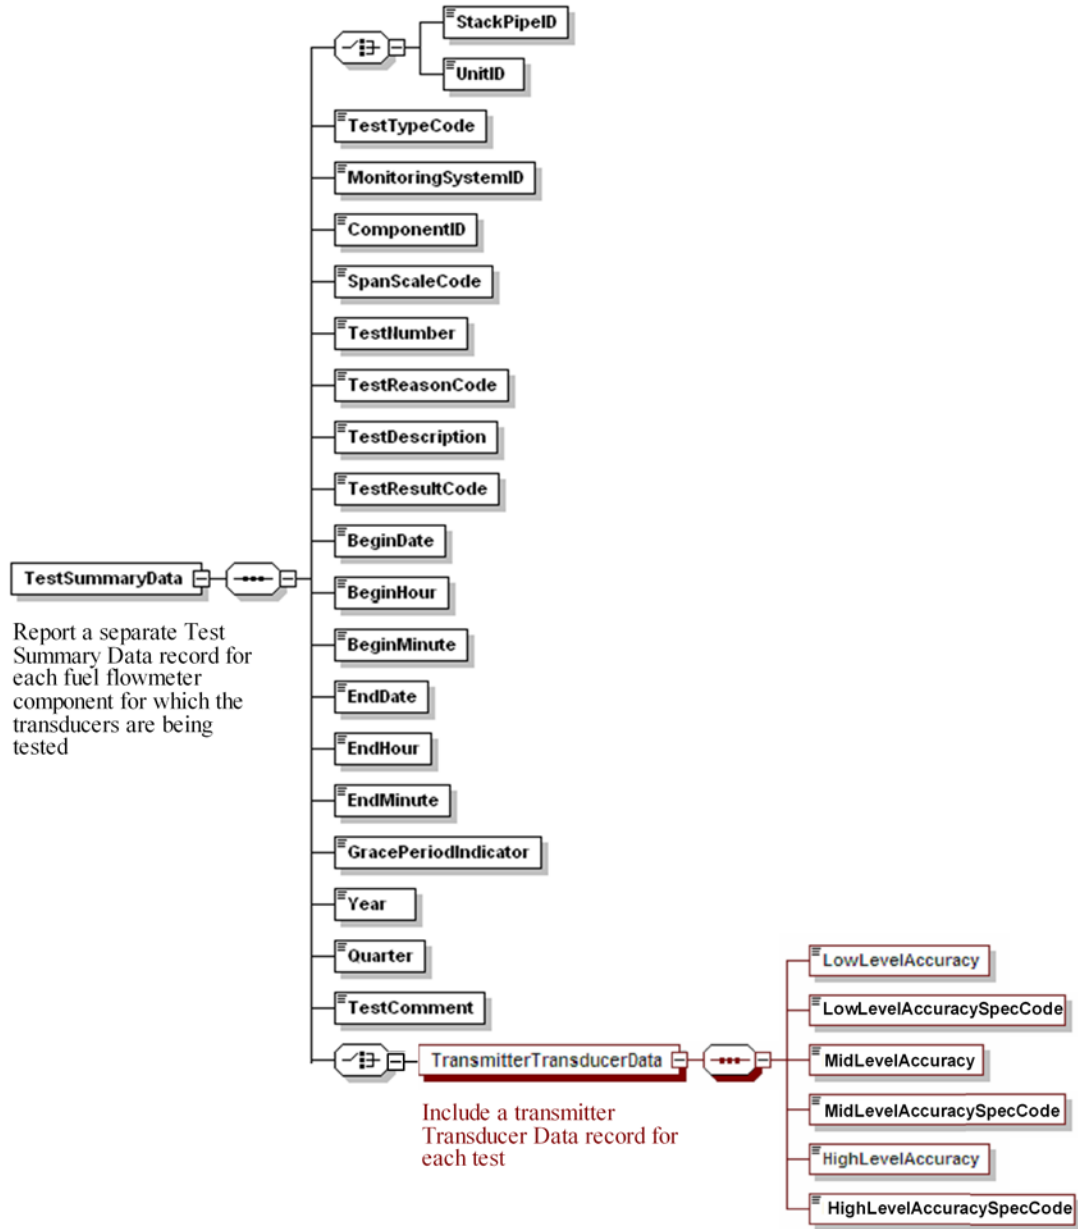 StackPipeID
UnitID
TestTypeCode
MonitoringSystemID
ComponentID
SpanScaleCode
TestNumber
TestReasonCode
TestDescription
TestResultCode
BeginDate
TestSummaryData
BeginHour
Report a separate Test
Summary Data record for
each fuel flowmeter
component for which the
transducers are being
tested
BeginMinute
EndDate
EndHour
EndMinute
GracePeriodIndicator
Year
Quarter
TestComment
TransmitterTransducerData
Include a transmitter
Transducer Data record for
each test
LowLevelAccuracy
LowLevelAccuracySpecCode
MidLevelAccuracy
MidLevelAccuracySpecCode
HighLevelAccuracy
HighLevelAccuracySpecCode